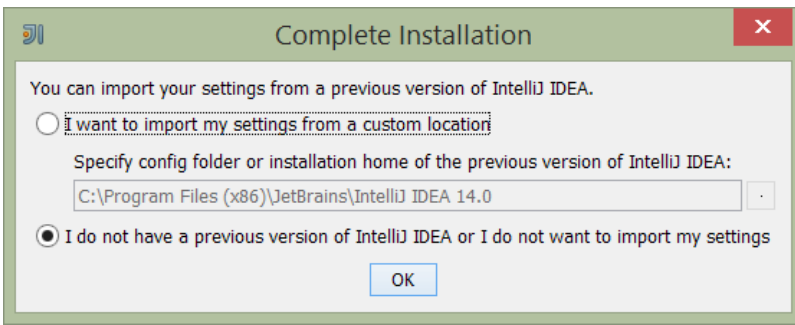 Complete Installation
You can import your settings from a previous version of IntelliJ IDEA.
I want to import my settings from a custom location
Specify config folder or installation home of the previous version of IntelliJ IDEA:
C:\Program Files (x86)\JetBrains\IntelliJ IDEA 14.0
I do not have a previous version of IntelliJ IDEA or I do not want to import my settings
OK